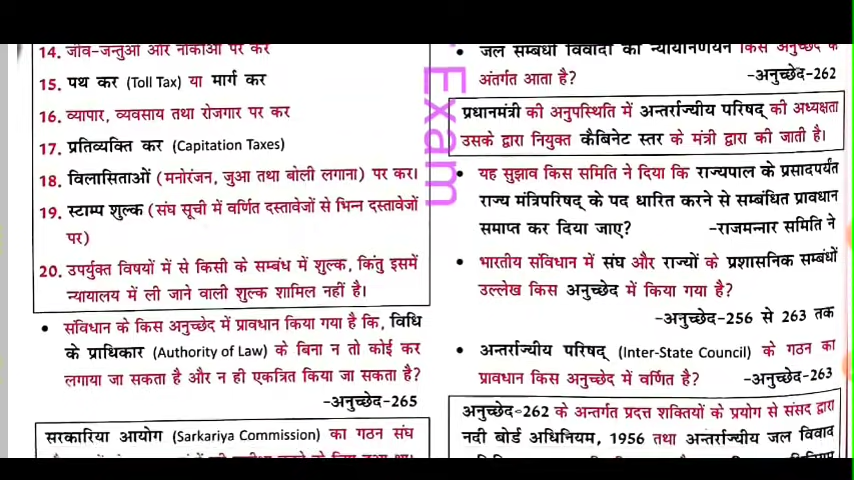 14. जीव-जन्तुओं और नौकाओं पर कर
15. पथ कर (Toll Tax) या मार्ग कर
16. व्यापार, व्यवसाय तथा रोजगार पर कर
17. प्रतिव्यक्ति कर (Capitation Taxes)
18. विलासिताओं (मनोरंजन, जुआ तथा बोली लगाना) पर कर।
19. स्टाम्प शुल्क (संघ सूची में वर्णित दस्तावेजों से भिन्न दस्तावेजों
पर)
20. उपर्युक्त विषयों में से किसी के सम्बंध में शुल्क, किंतु इसमें
न्यायालय में ली जाने वाली शुल्क शामिल नहीं है।
• संविधान के किस अनुच्छेद में प्रावधान किया गया है कि, विधि
के प्राधिकार (Authority of Law) के बिना न तो कोई कर
लगाया जा सकता है और न ही एकत्रित किया जा सकता है?
-अनुच्छेद-265
सरकारिया आयोग (Sarkariya Commission) का गठन संघ
Exam
• जल सम्बंधी विवादों का न्यायनिर्णयन किस अनुच्छेद के
अंतर्गत आता है? -अनुच्छेद-262
प्रधानमंत्री की अनुपस्थिति में अन्तर्राज्यीय परिषद् की अध्यक्षता
उसके द्वारा नियुक्त कैबिनेट स्तर के मंत्री द्वारा की जाती है।
• यह सुझाव किस समिति ने दिया कि राज्यपाल के प्रसादपर्यंत
राज्य मंत्रिपरिषद् के पद धारित करने से सम्बंधित प्रावधान
समाप्त कर दिया जाए? -राजमन्नार समिति ने
• भारतीय संविधान में संघ और राज्यों के प्रशासनिक सम्बंधों
उल्लेख किस अनुच्छेद में किया गया है?
-अनुच्छेद-256 से 263 तक
• अन्तर्राज्यीय परिषद् (Inter-State Council) के गठन का
प्रावधान किस अनुच्छेद में वर्णित है? -अनुच्छेद-263
अनुच्छेद-262 के अन्तर्गत प्रदत्त शक्तियों के प्रयोग से संसद द्वारा
नदी बोर्ड अधिनियम, 1956 तथा अन्तर्राज्यीय जल विवाद